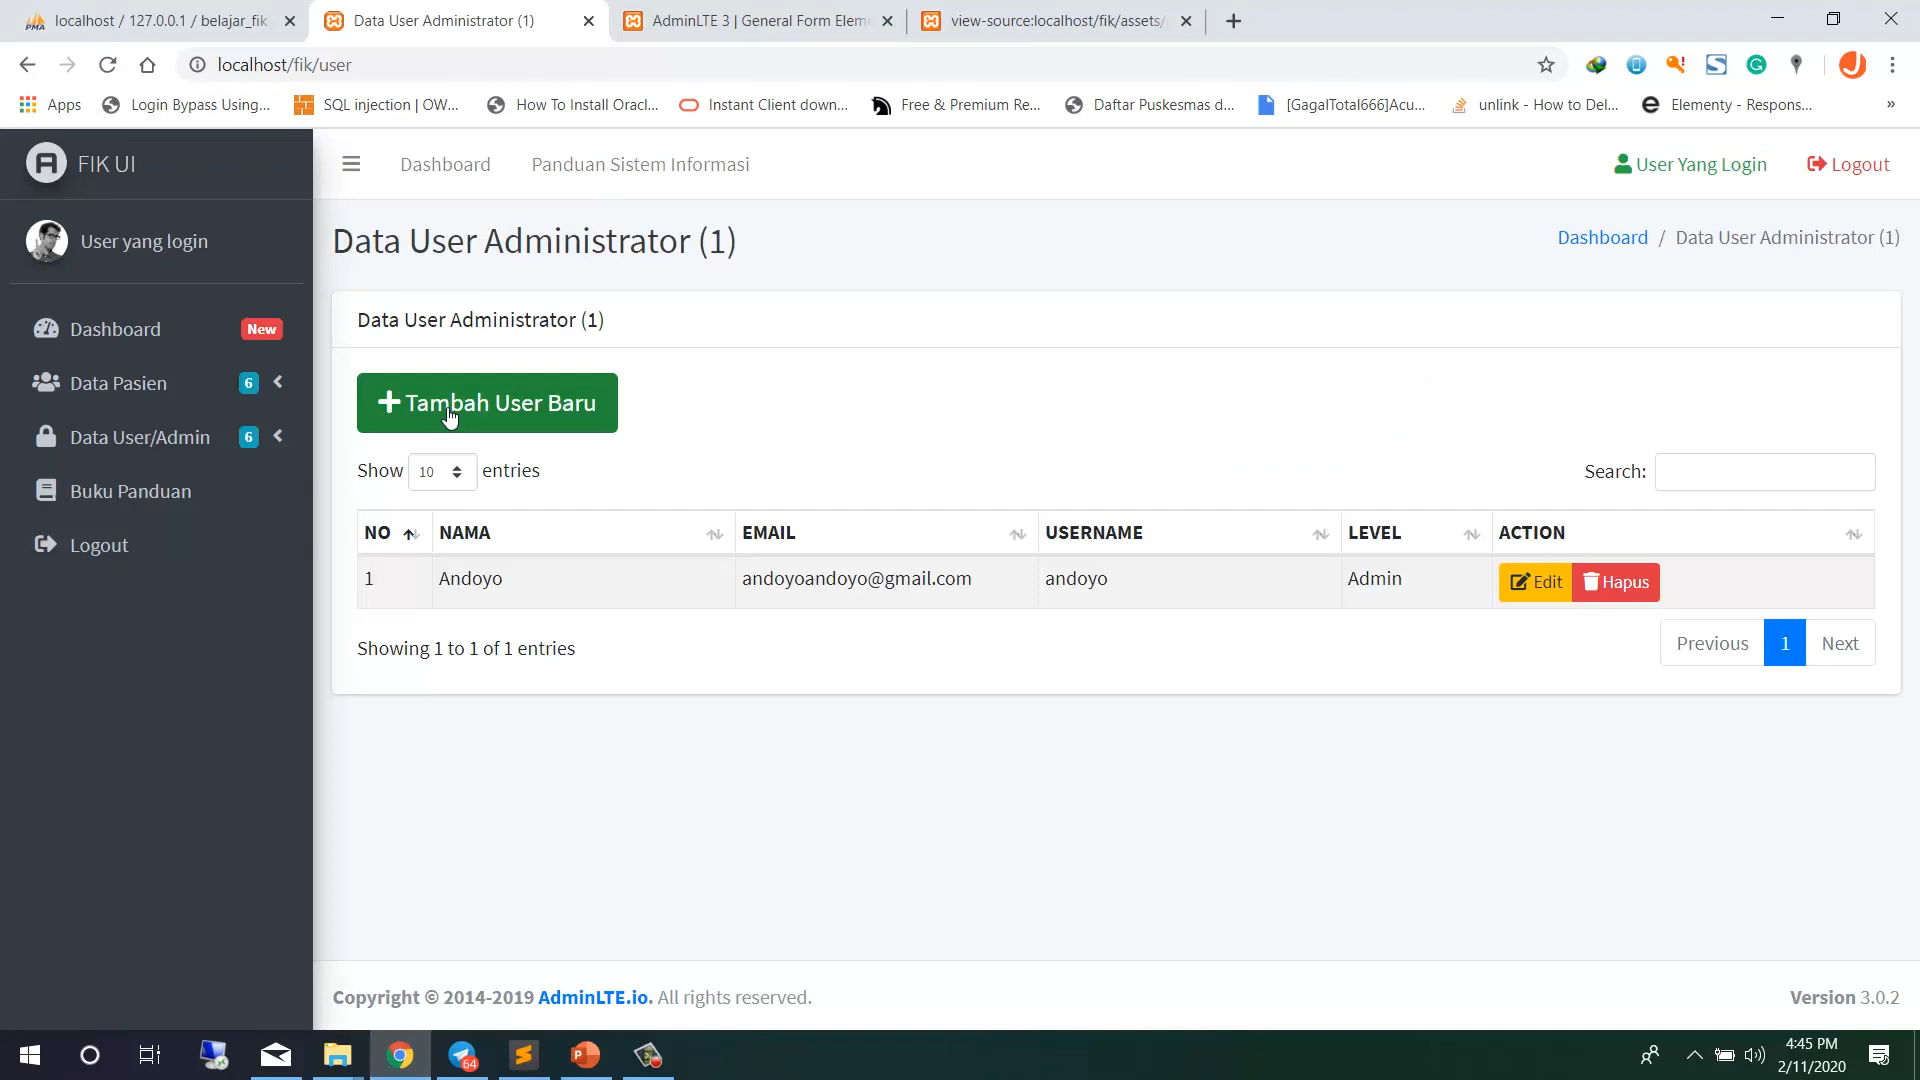 localhost / 127.0.0.1 / belajar_fik
Data User Administrator (1)
AdminLTE 3 | General Form Elem
view-source:localhost/fik/assets/
localhost/fik/user
Apps
Login Bypass Using...
SQL injection | OW...
How To Install Oracl...
Instant Client down...
Free & Premium Re...
Daftar Puskesmas d...
[GagalTotal666]Acu...
unlink - How to Del...
Elementy - Respons...
»
FIK UI
Dashboard
Panduan Sistem Informasi
User Yang Login
Logout
User yang login
Data User Administrator (1)
Dashboard / Data User Administrator (1)
Dashboard New
Data Pasien 6
Data User/Admin 6
Buku Panduan
Logout
Data User Administrator (1)
Tambah User Baru
Show 10 entries
Search:
NO NAMA EMAIL USERNAME LEVEL ACTION
1 Andoyo andoyoandoyo@gmail.com andoyo Admin Edit Hapus
Showing 1 to 1 of 1 entries
Previous 1 Next
Copyright © 2014-2019 AdminLTE.io. All rights reserved.
Version 3.0.2
64
4:45 PM
2/11/2020